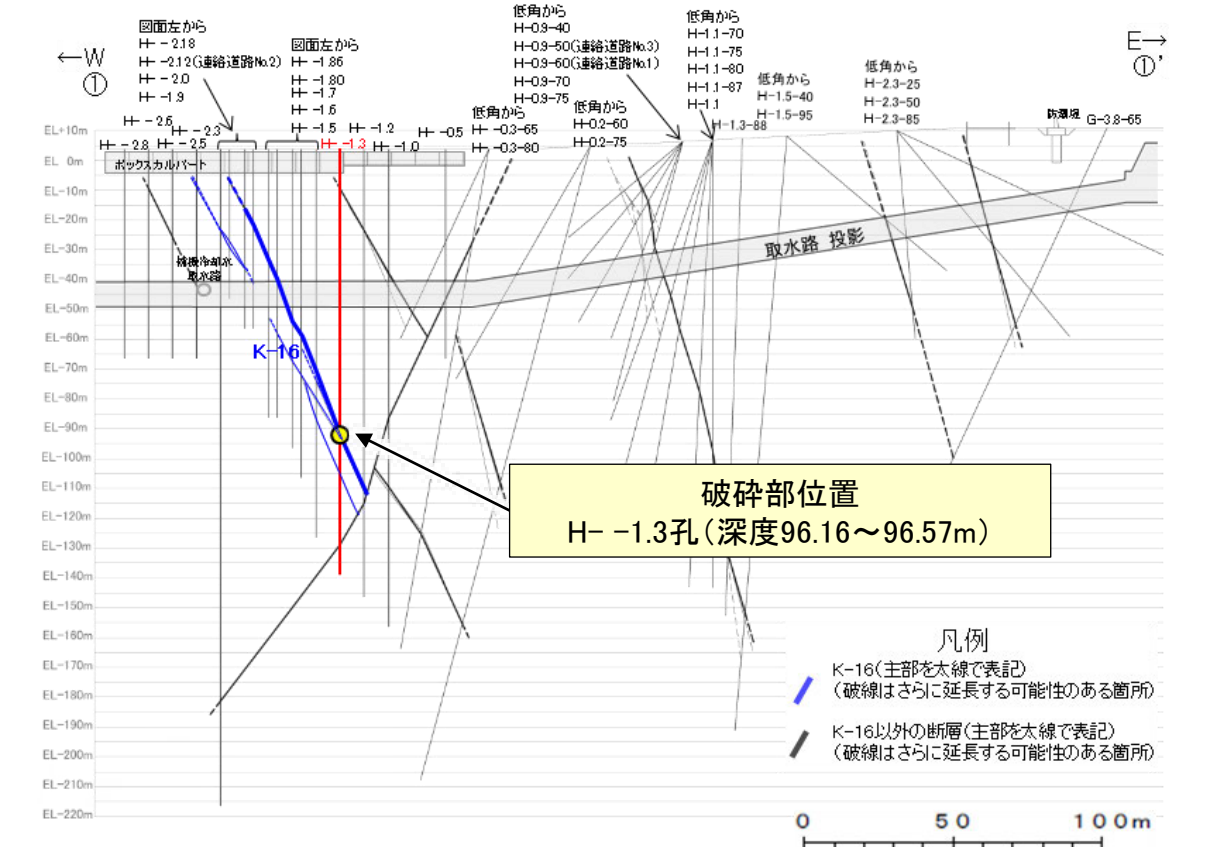 図面左から
H- -2.18
H- -2.12(連絡道路No.2)
H- -2.0
H- -1.9
図面左から
H- -1.86
H- -1.80
H- -1.7
H- -1.6
H- -1.5
低角から
H-0.9-40
H-0.9-50(連絡道路No.3)
H-0.9-60(連絡道路No.1)
H-0.9-70
H-0.9-75
低角から
H-1.1-70
H-1.1-75
H-1.1-80
H-1.1-87
H-1.1
低角から
H-1.5-40
H-1.5-95
低角から
H-2.3-25
H-2.3-50
H-2.3-85
←W
①
E→
①’
H- -2.6
H- -2.3
H- -2.8
H- -2.5
H- -1.3
H- -1.2
H- -1.0
H- -0.5
低角から
H- -0.3-65
H- -0.3-80
低角から
H-0.2-60
H-0.2-75
H-1.3-88
防潮堤
G-3.8-65
ボックスカルバート
補機冷却水
取水路
取水路 投影
K-16
EL+10m
EL 0m
EL-10m
EL-20m
EL-30m
EL-40m
EL-50m
EL-60m
EL-70m
EL-80m
EL-90m
EL-100m
EL-110m
EL-120m
EL-130m
EL-140m
EL-150m
EL-160m
EL-170m
EL-180m
EL-190m
EL-200m
EL-210m
EL-220m
破砕部位置
H- -1.3孔(深度96.16～96.57m)
凡例
K-16(主部を太線で表記)
(破線はさらに延長する可能性のある箇所)
K-16以外の断層(主部を太線で表記)
(破線はさらに延長する可能性のある箇所)
0 50 100m